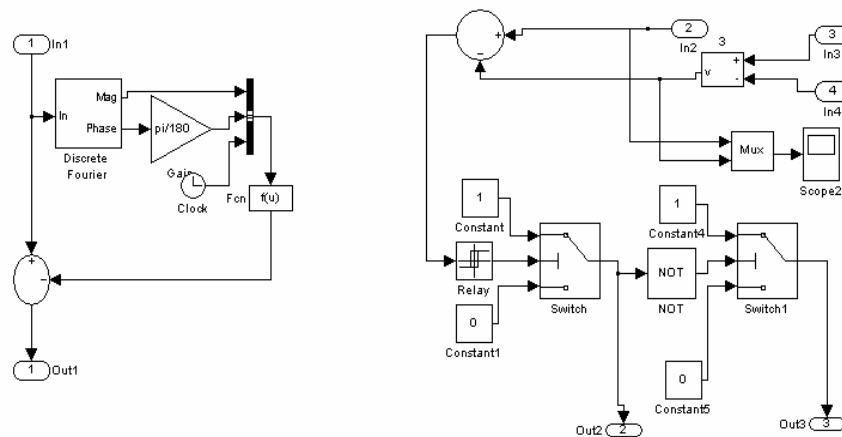 1
In1
In
Mag
Phase
Discrete
Fourier
pi/180
Gain
Clock
Fcn
f(u)
+
−
1
Out1
+
−
2
In2
3
+
v
-
3
In3
4
In4
Mux
Scope2
1
Constant
Relay
0
Constant1
Switch
1
Constant4
NOT
NOT
0
Constant5
Switch1
Out2
2
Out3
3